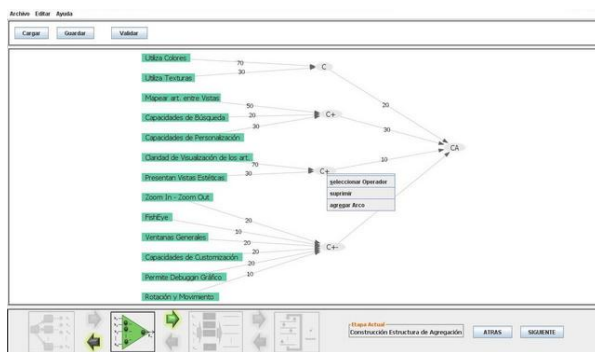 Archivo Editar Ayuda
Cargar Guardar Validar
Utiliza Colores
70
C
30
Utiliza Texturas
20
Mapear art. entre Vistas
50
Capacidades de Búsqueda
20
C+
30
30
Capacidades de Personalización
CA
Claridad de Visualización de los art.
70
10
C+
Presentan Vistas Estéticas
30
seleccionar Operador
suprimir
agregar Arco
Zoom In - Zoom Out
20
FishEye
10
Ventanas Generales
20
C+-
Capacidades de Customización
20
Permite Debuggin Gráfico
20
10
Rotación y Movimiento
Etapa Actual
Construcción Estructura de Agregación
ATRAS
SIGUIENTE